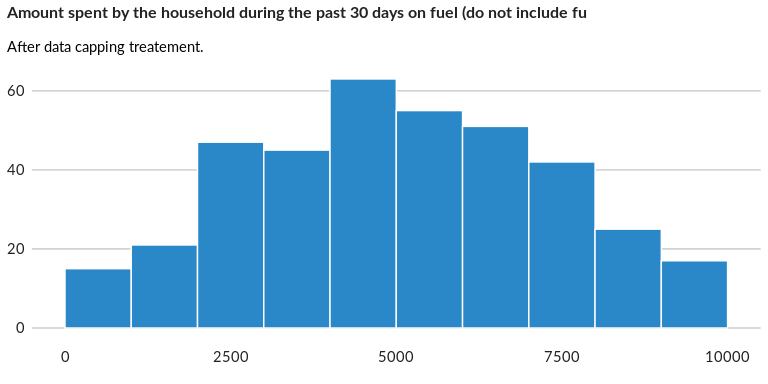 Amount spent by the household during the past 30 days on fuel (do not include fu
After data capping treatement.
60
40
20
0
0 2500 5000 7500 10000